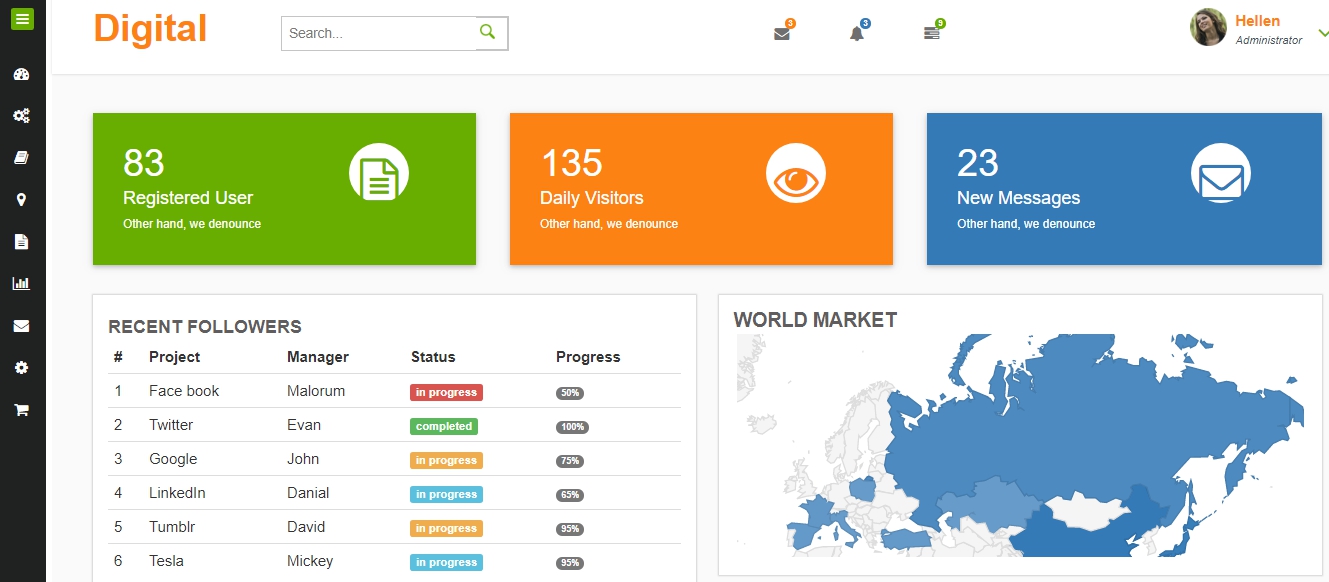 Digital
Search...
3
3
9
Hellen
Administrator
83
Registered User
Other hand, we denounce
135
Daily Visitors
Other hand, we denounce
23
New Messages
Other hand, we denounce
RECENT FOLLOWERS
# Project Manager Status Progress
1 Face book Malorum in progress 50%
2 Twitter Evan completed 100%
3 Google John in progress 75%
4 LinkedIn Danial in progress 65%
5 Tumblr David in progress 95%
6 Tesla Mickey in progress 95%
WORLD MARKET